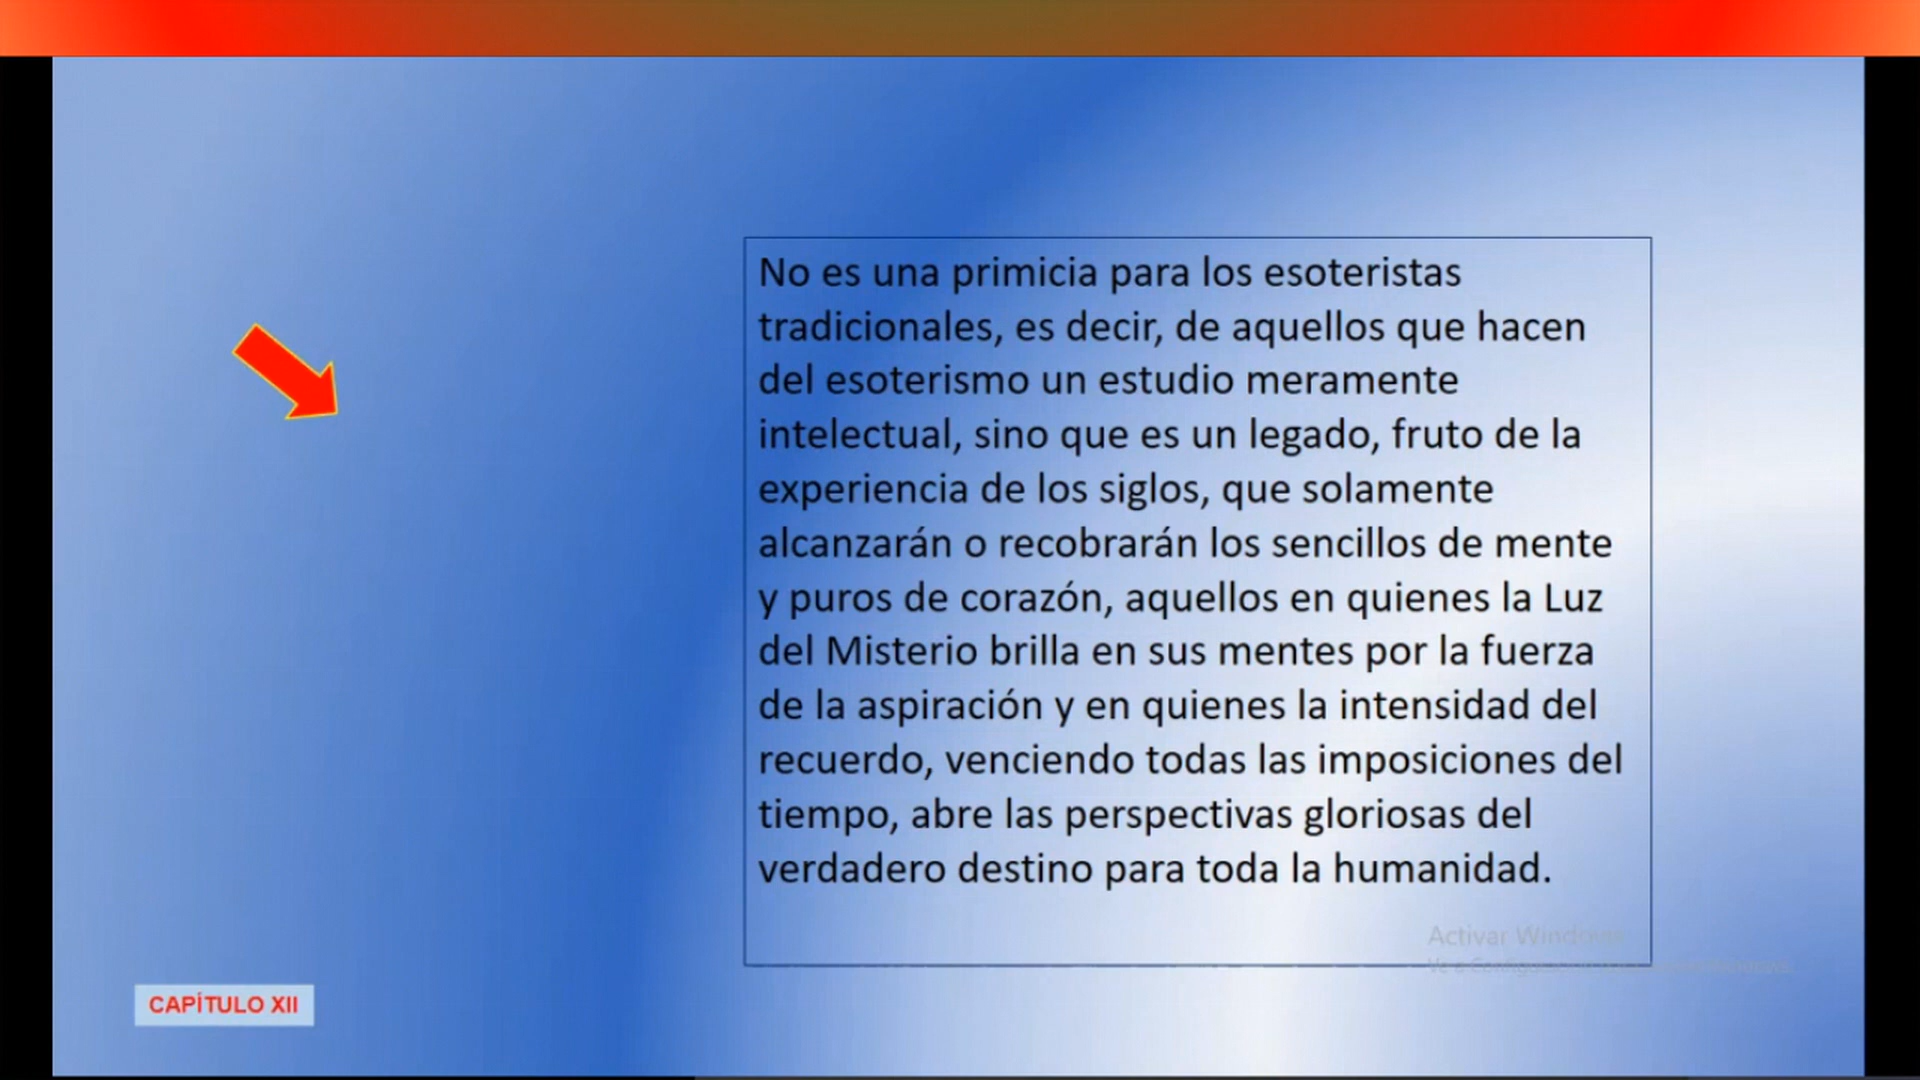 No es una primicia para los esoteristas
tradicionales, es decir, de aquellos que hacen
del esoterismo un estudio meramente
intelectual, sino que es un legado, fruto de la
experiencia de los siglos, que solamente
alcanzarán o recobrarán los sencillos de mente
y puros de corazón, aquellos en quienes la Luz
del Misterio brilla en sus mentes por la fuerza
de la aspiración y en quienes la intensidad del
recuerdo, venciendo todas las imposiciones del
tiempo, abre las perspectivas gloriosas del
verdadero destino para toda la humanidad.
Activar Windows
CAPÍTULO XII